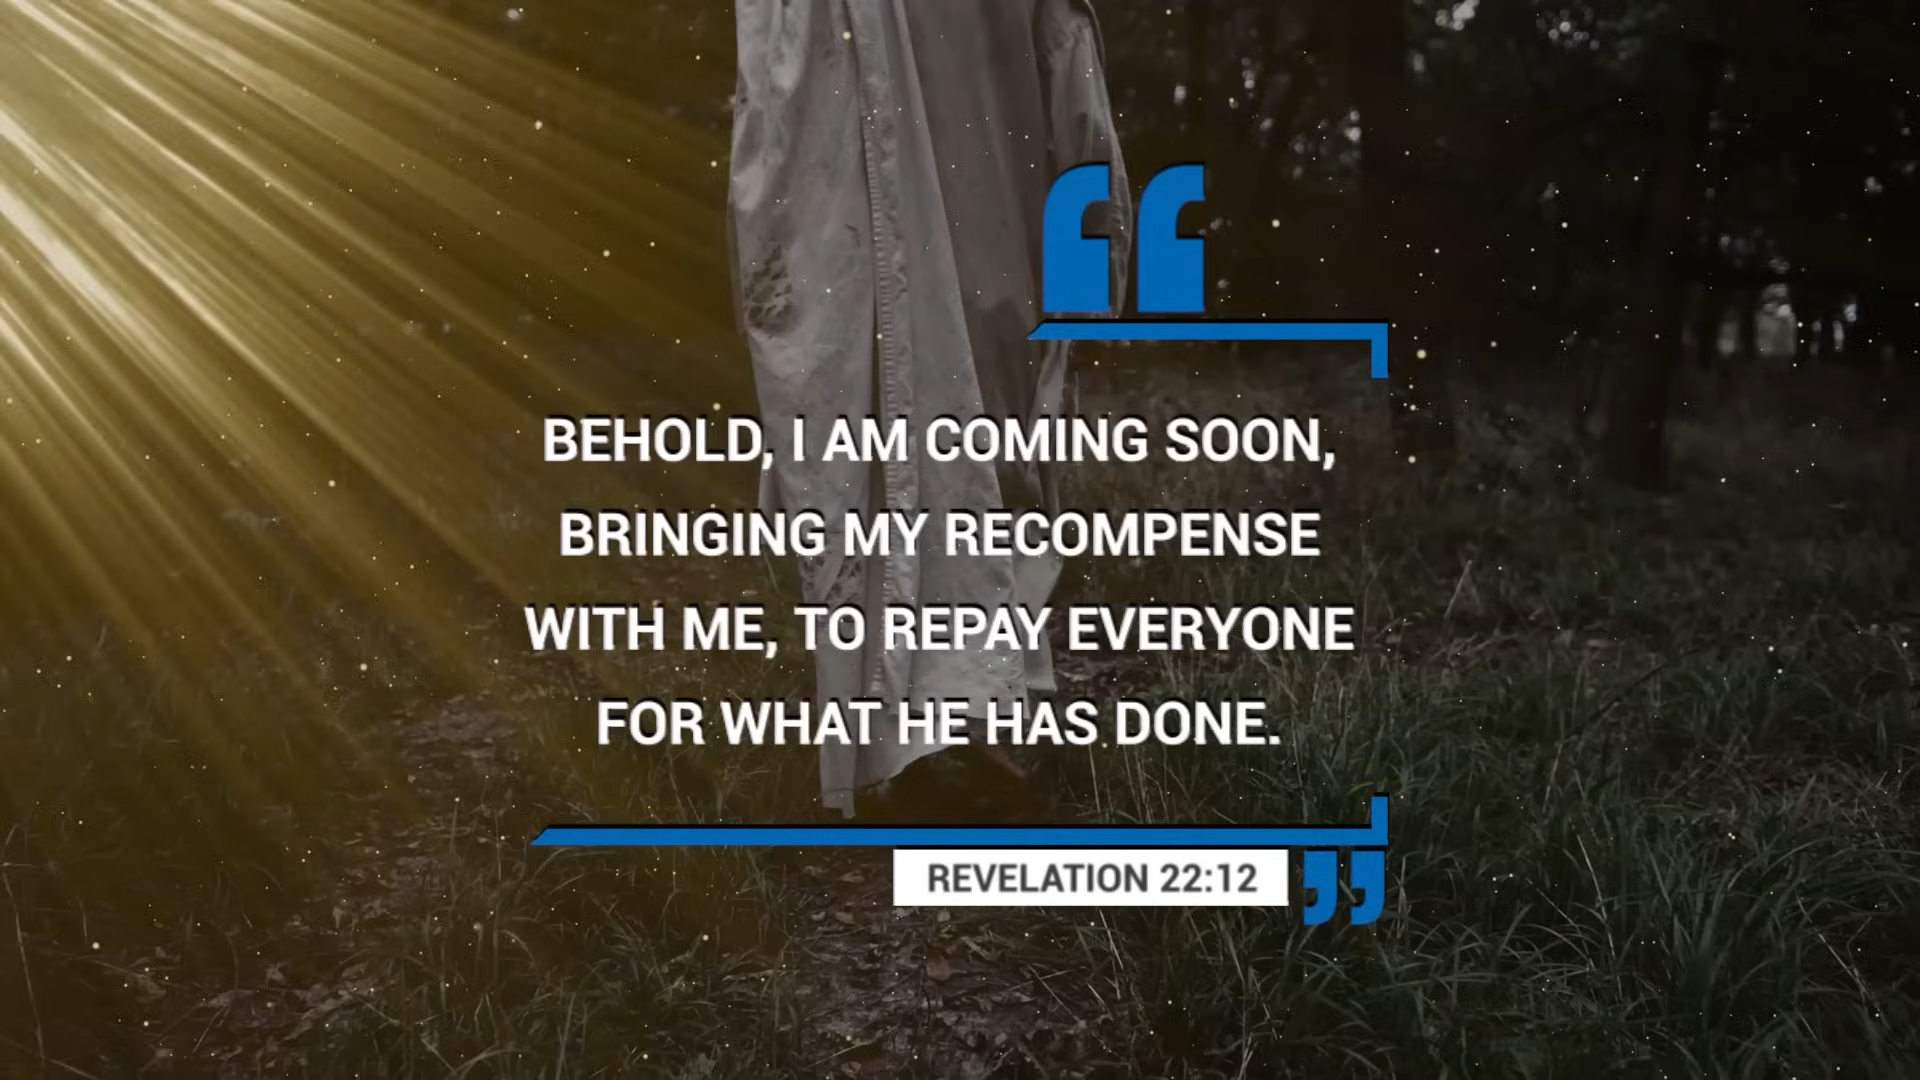 BEHOLD, I AM COMING SOON,
BRINGING MY RECOMPENSE
WITH ME, TO REPAY EVERYONE
FOR WHAT HE HAS DONE.
REVELATION 22:12